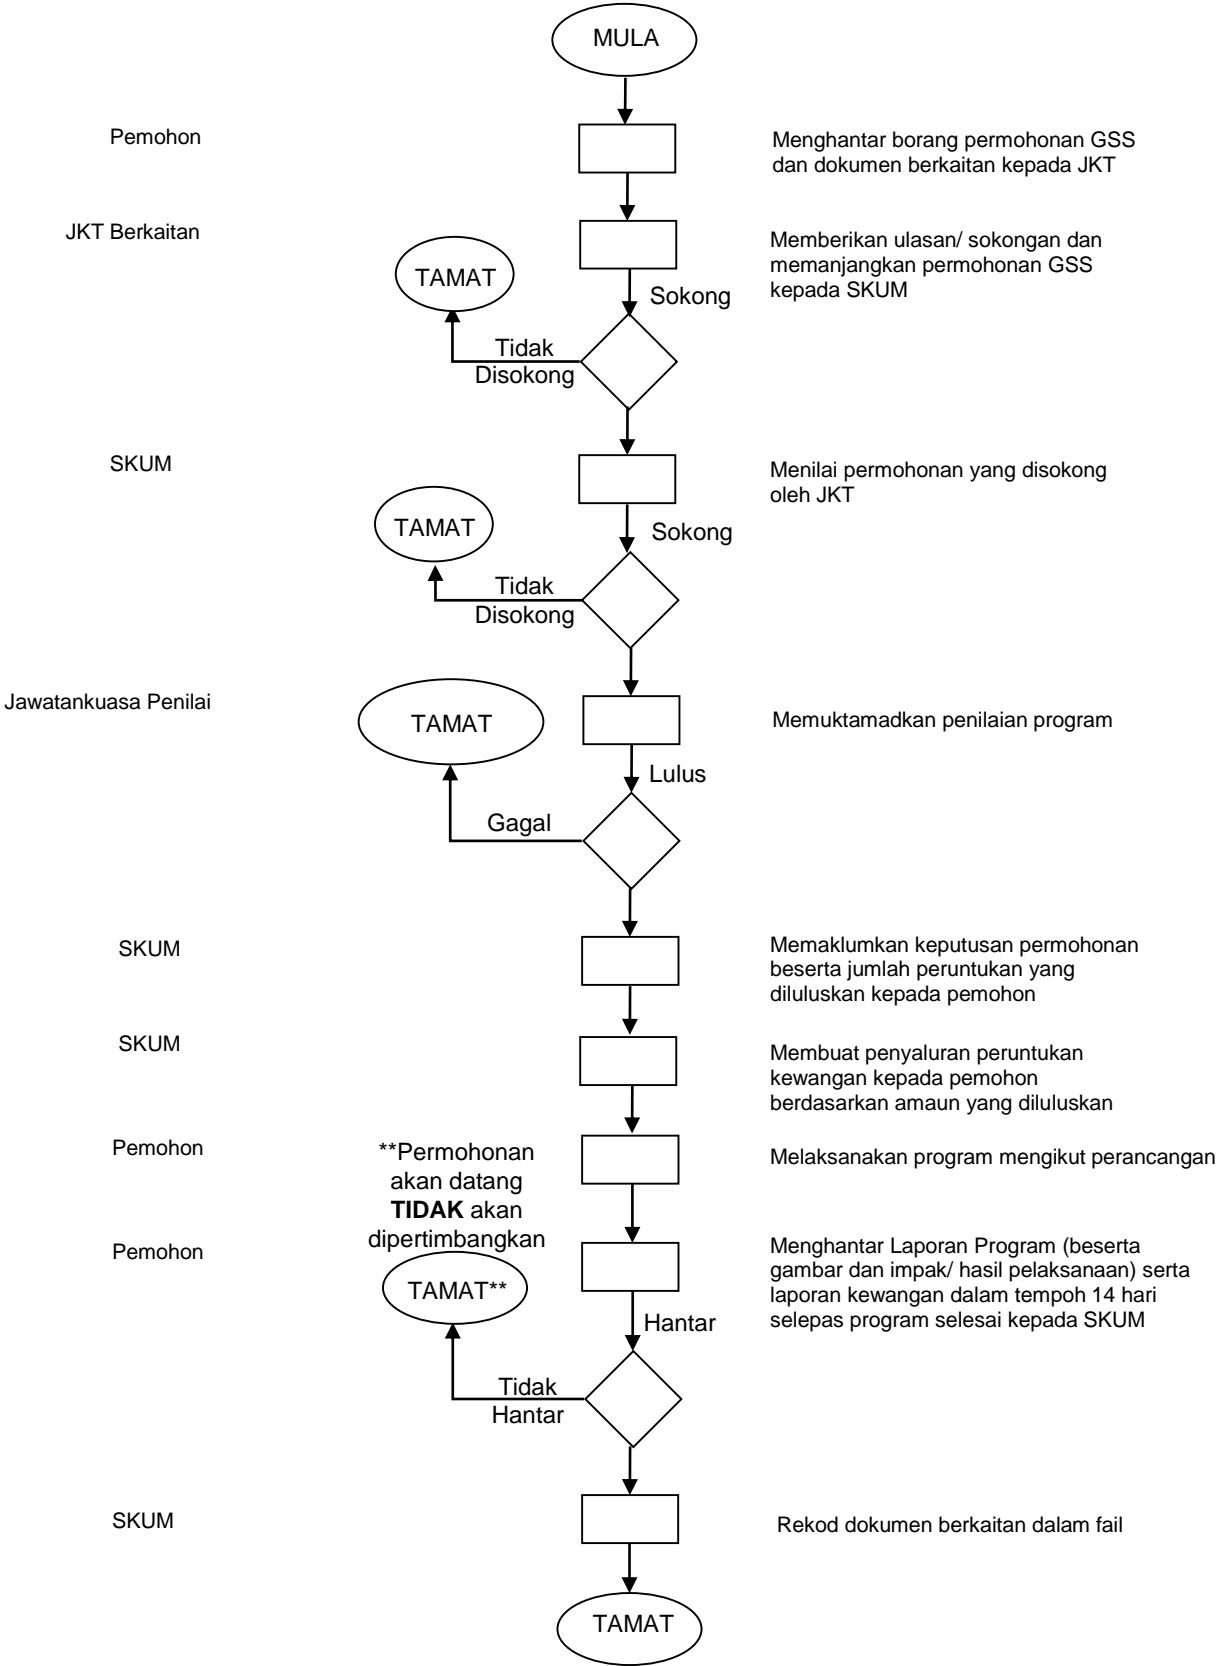 MULA
Pemohon
Menghantar borang permohonan GSS
dan dokumen berkaitan kepada JKT
JKT Berkaitan
Memberikan ulasan/ sokongan dan
memanjangkan permohonan GSS
kepada SKUM
TAMAT
Sokong
Tidak
Disokong
SKUM
Menilai permohonan yang disokong
oleh JKT
TAMAT
Sokong
Tidak
Disokong
Jawatankuasa Penilai
TAMAT
Memuktamadkan penilaian program
Lulus
Gagal
SKUM
Memaklumkan keputusan permohonan
beserta jumlah peruntukan yang
diluluskan kepada pemohon
SKUM
Membuat penyaluran peruntukan
kewangan kepada pemohon
berdasarkan amaun yang diluluskan
Pemohon
**Permohonan
akan datang
TIDAK akan
dipertimbangkan
Melaksanakan program mengikut perancangan
Pemohon
TAMAT**
Menghantar Laporan Program (beserta
gambar dan impak/ hasil pelaksanaan) serta
laporan kewangan dalam tempoh 14 hari
selepas program selesai kepada SKUM
Hantar
Tidak
Hantar
SKUM
Rekod dokumen berkaitan dalam fail
TAMAT